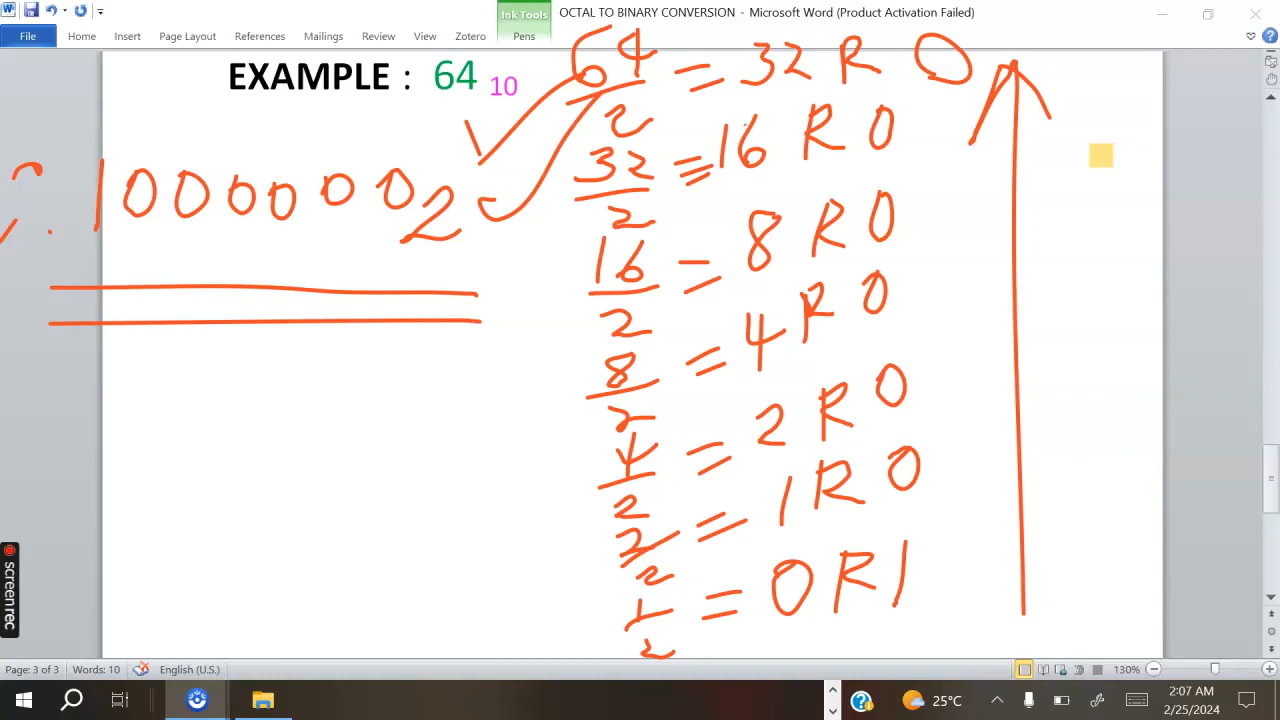 Ink Tools
OCTAL TO BINARY CONVERSION - Microsoft Word (Product Activation Failed)
File Home Insert Page Layout References Mailings Review View Zotero Pens
EXAMPLE : 64 10
64/2 = 32 R 0
32/2 = 16 R 0
1000000 2
16/2 = 8 R 0
8/2 = 4 R 0
4/2 = 2 R 0
2/2 = 1 R 0
1/2 = 0 R 1
screen rec
Page: 3 of 3 Words: 10 English (U.S.) 130%
25°C
2:07 AM
2/25/2024